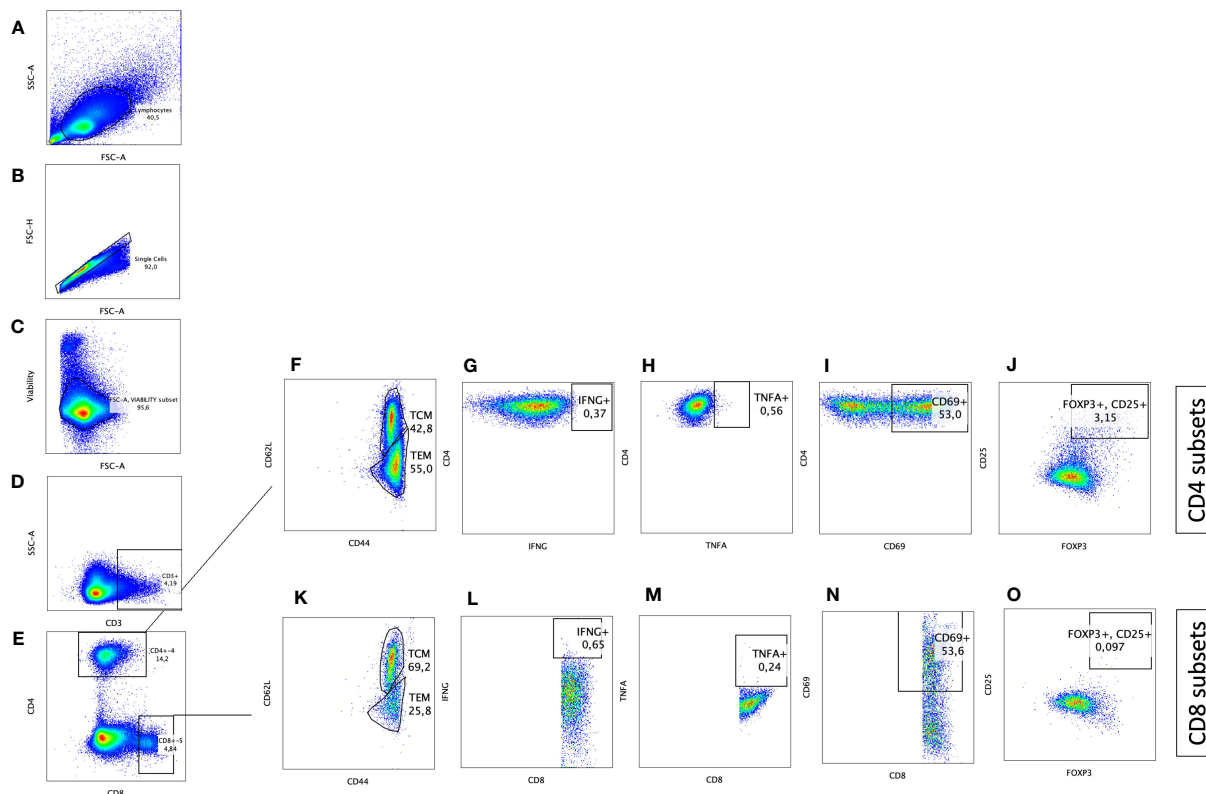 A
SSC-A
Lymphocytes
40,5
FSC-A
B
FSC-H
Single Cells
92,0
FSC-A
C
Viability
FSC-A, VIABILITY subset
95,6
FSC-A
D
SSC-A
CD3+
4,19
CD3
E
CD4
CD4+-4
14,2
CD8+-5
4,84
CD8
F
CD62L
TCM
42,8
TEM
55,0
CD44
G
CD4
IFNG+
0,37
IFNG
H
CD4
TNFA+
0,56
TNFA
I
CD4
CD69+
53,0
CD69
J
CD25
FOXP3+, CD25+
3,15
FOXP3
CD4 subsets
K
CD62L
TCM
69,2
TEM
25,8
CD44
L
IFNG
IFNG+
0,65
CD8
M
TNFA
TNFA+
0,24
CD8
N
CD69
CD69+
53,6
CD8
O
CD25
FOXP3+, CD25+
0,097
FOXP3
CD8 subsets